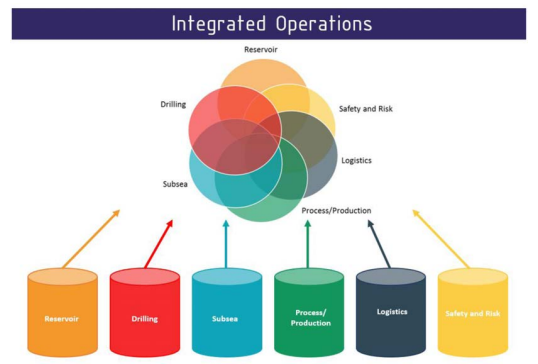 Integrated Operations
Reservoir
Drilling
Safety and Risk
Logistics
Subsea
Process/Production
Reservoir
Drilling
Subsea
Process/
Production
Logistics
Safety and Risk